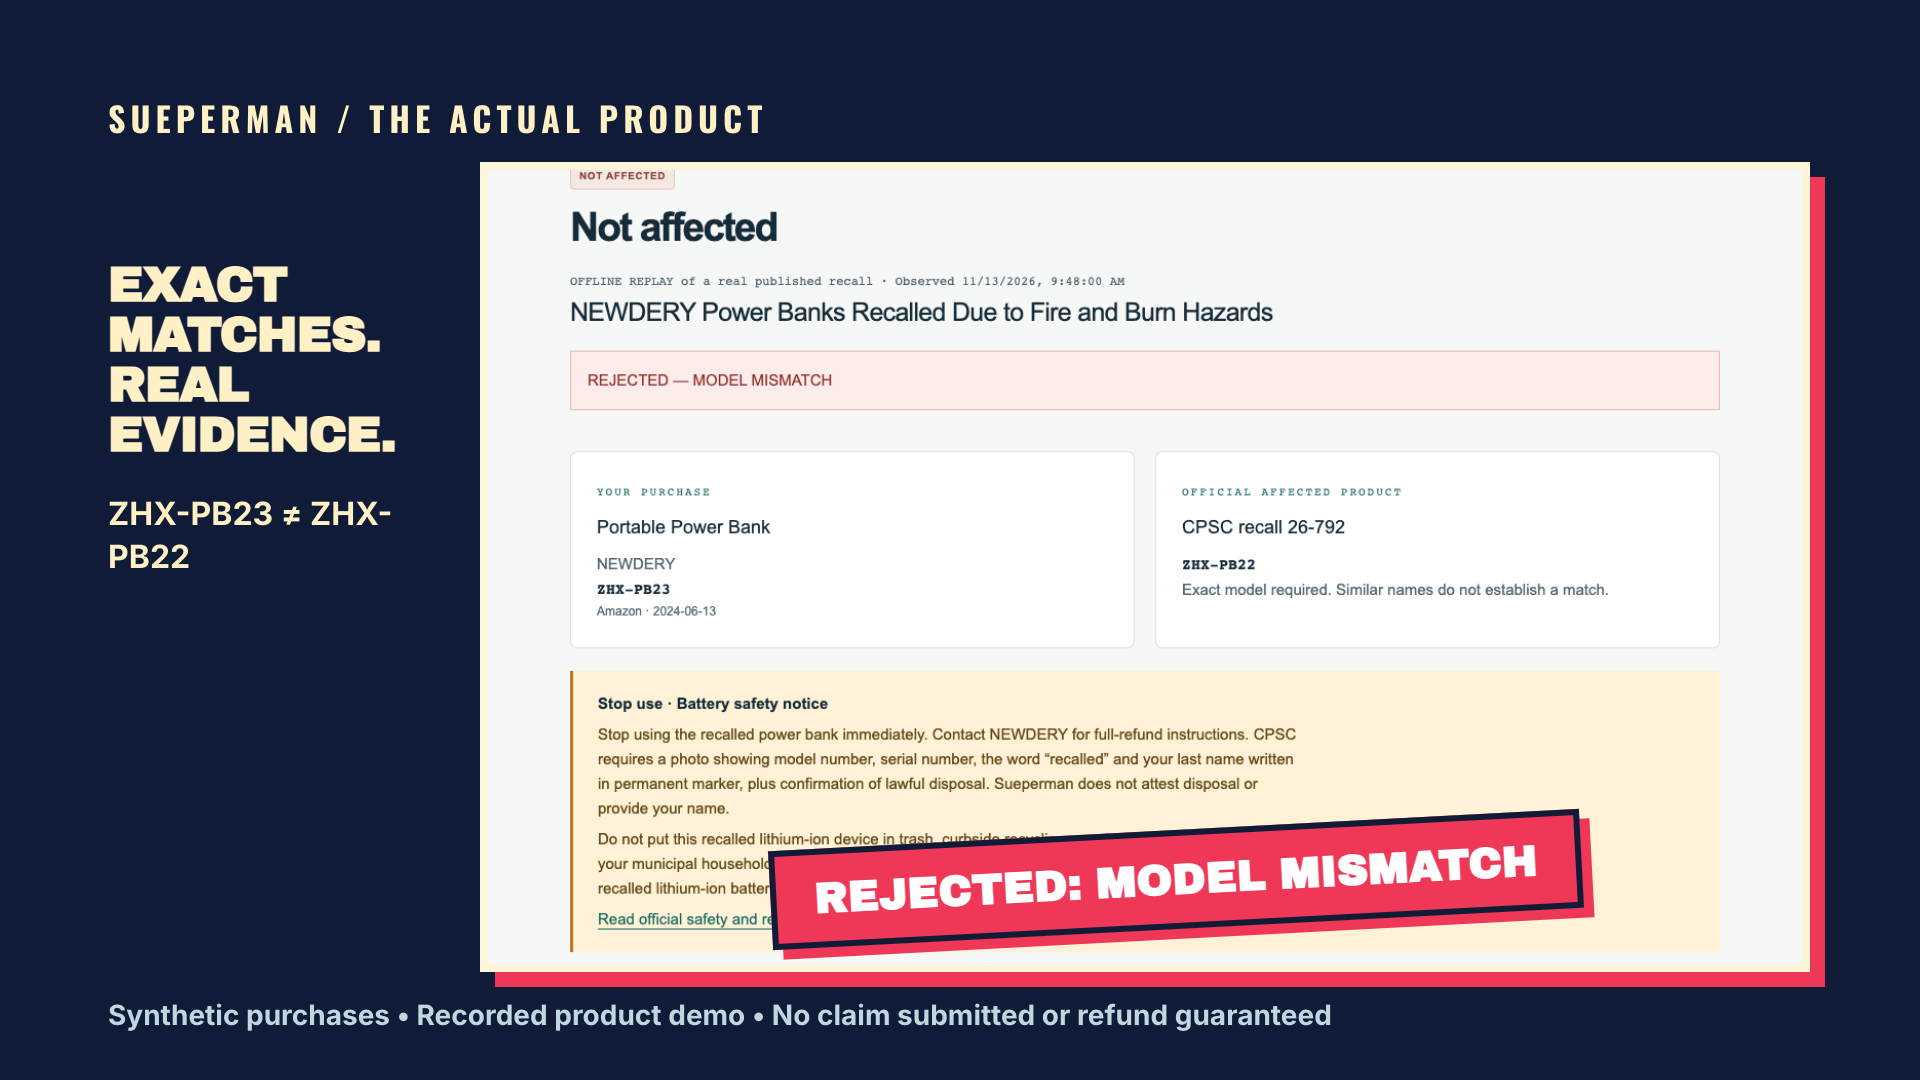 SUEPERMAN / THE ACTUAL PRODUCT
EXACT
MATCHES.
REAL
EVIDENCE.
ZHX-PB23 ≠ ZHX-
PB22
NOT AFFECTED
Not affected
OFFLINE REPLAY of a real published recall · Observed 11/13/2026, 9:48:00 AM
NEWDERY Power Banks Recalled Due to Fire and Burn Hazards
REJECTED — MODEL MISMATCH
YOUR PURCHASE
Portable Power Bank
NEWDERY
ZHX-PB23
Amazon · 2024-06-13
OFFICIAL AFFECTED PRODUCT
CPSC recall 26-792
ZHX-PB22
Exact model required. Similar names do not establish a match.
Stop use · Battery safety notice
Stop using the recalled power bank immediately. Contact NEWDERY for full-refund instructions. CPSC
requires a photo showing model number, serial number, the word “recalled” and your last name written
in permanent marker, plus confirmation of lawful disposal. Sueperman does not attest disposal or
provide your name.
Do not put this recalled lithium-ion device in trash, curbside
your municipal
recalled lithium-ion
Read official safety and
REJECTED: MODEL MISMATCH
Synthetic purchases • Recorded product demo • No claim submitted or refund guaranteed